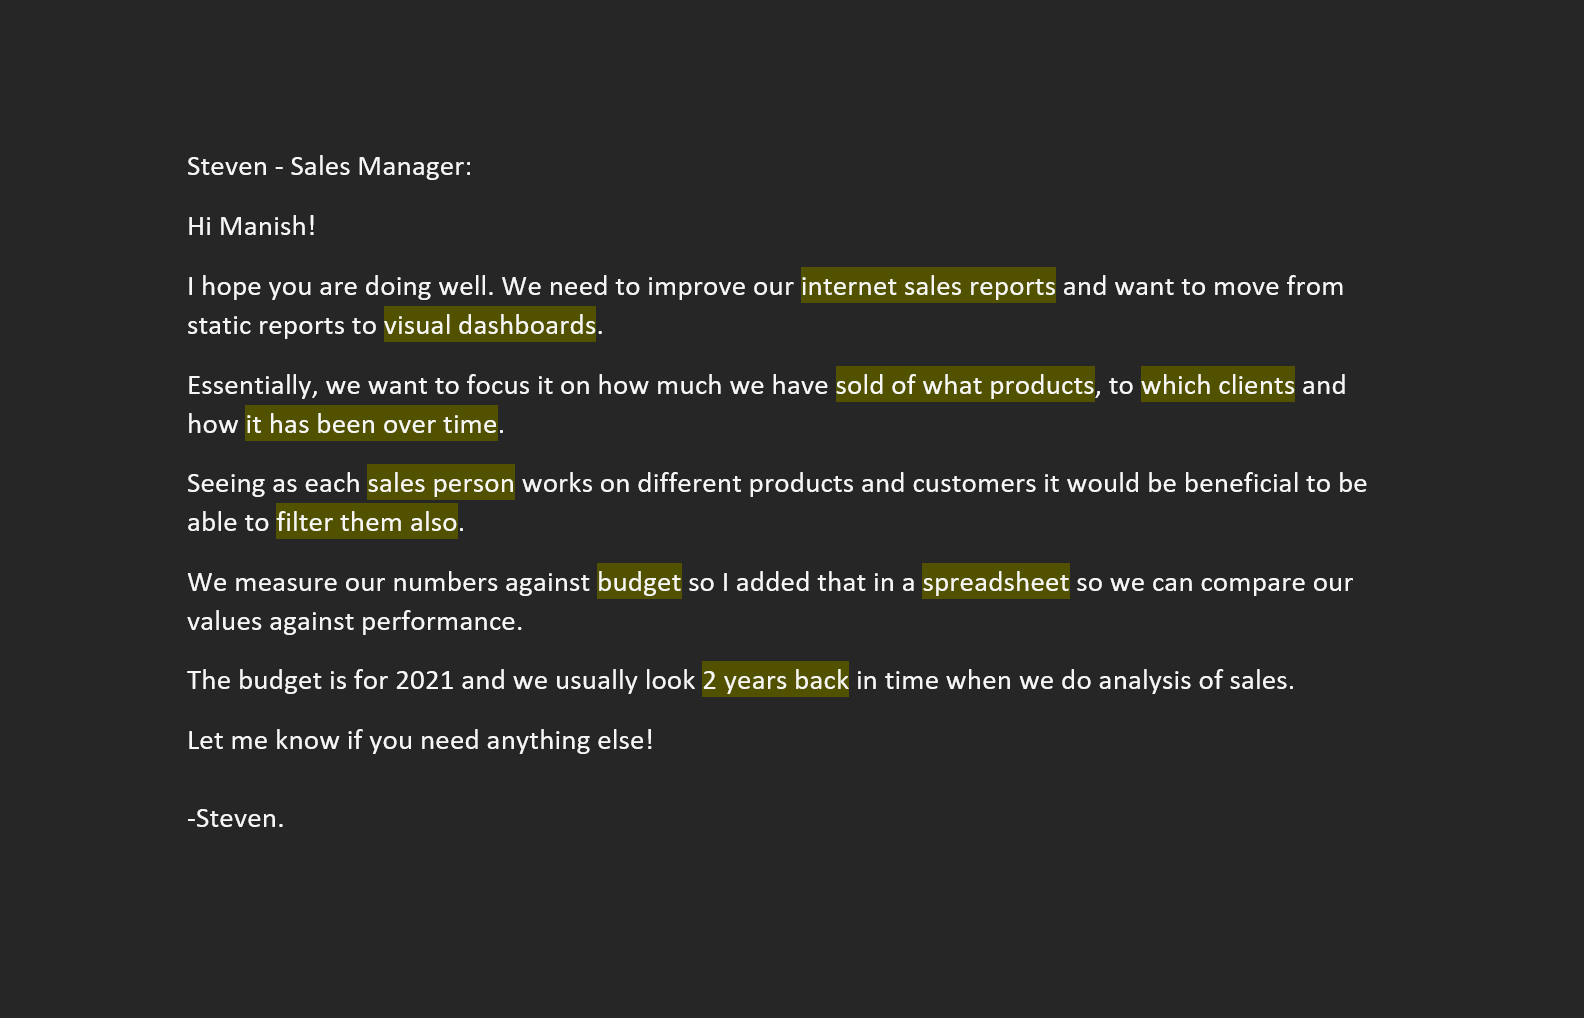 Steven - Sales Manager:
Hi Manish!
I hope you are doing well. We need to improve our internet sales reports and want to move from
static reports to visual dashboards.
Essentially, we want to focus it on how much we have sold of what products, to which clients and
how it has been over time.
Seeing as each sales person works on different products and customers it would be beneficial to be
able to filter them also.
We measure our numbers against budget so I added that in a spreadsheet so we can compare our
values against performance.
The budget is for 2021 and we usually look 2 years back in time when we do analysis of sales.
Let me know if you need anything else!
-Steven.